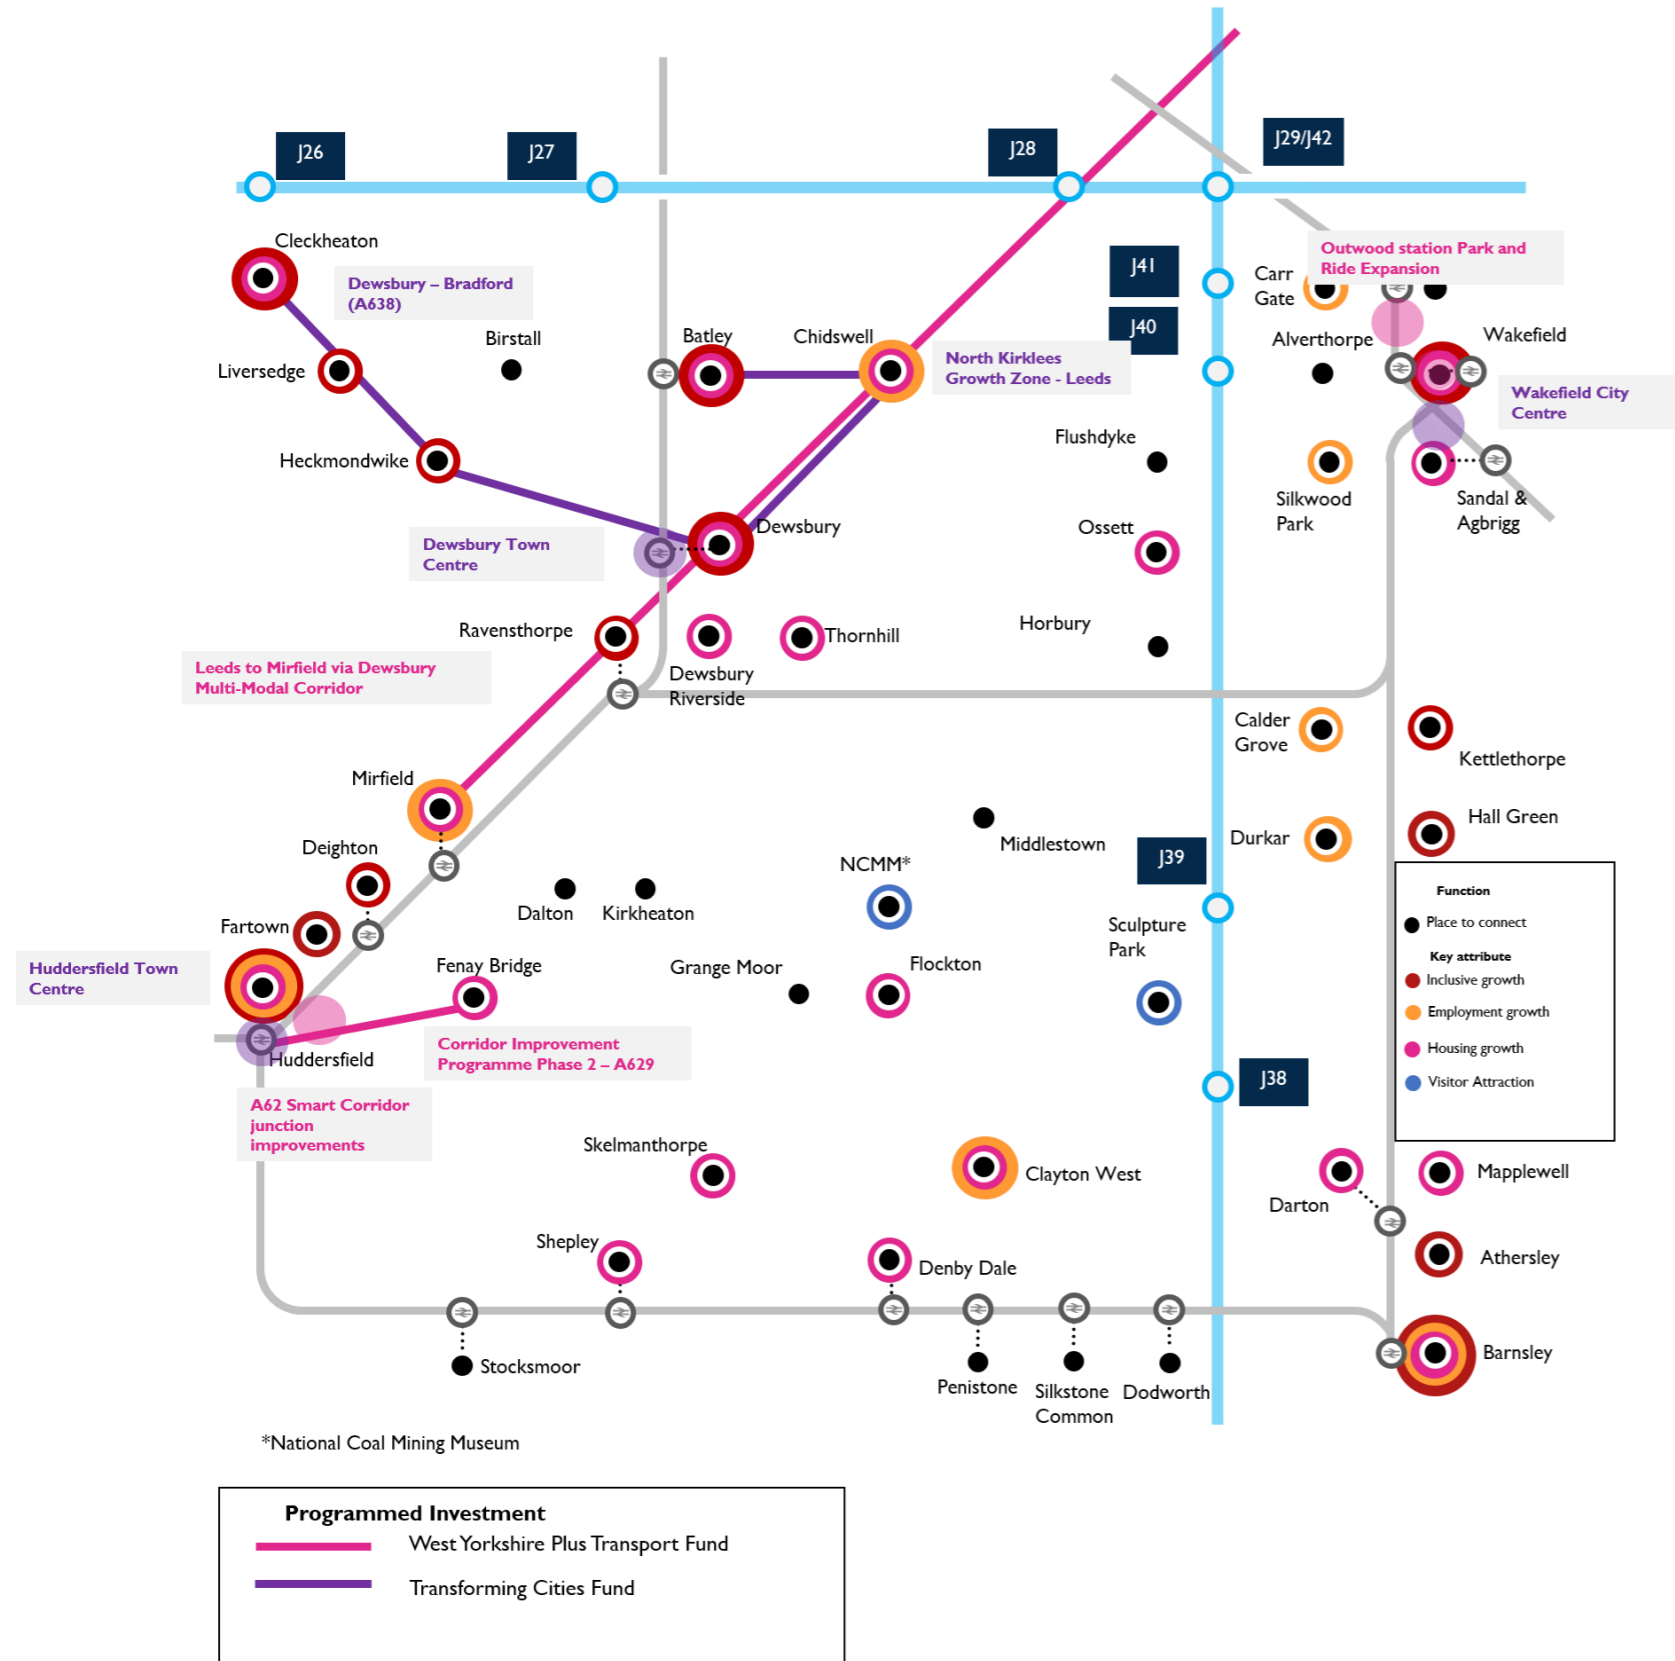 J26
J27
J28
J29/J42
Cleckheaton
Dewsbury – Bradford
(A638)
J41
Carr
Gate
Outwood station Park and
Ride Expansion
J40
Liversedge
Birstall
Batley
Chidswell
North Kirklees
Growth Zone - Leeds
Alverthorpe
Wakefield
Wakefield City
Centre
Heckmondwike
Flushdyke
Silkwood
Park
Sandal &
Agbrigg
Dewsbury Town
Centre
Dewsbury
Ossett
Ravensthorpe
Dewsbury
Riverside
Thornhill
Horbury
Leeds to Mirfield via Dewsbury
Multi-Modal Corridor
Calder
Grove
Kettlethorpe
Mirfield
Middlestown
Durkar
Hall Green
Deighton
Dalton
Kirkheaton
NCMM*
J39
Fartown
Sculpture
Park
Huddersfield Town
Centre
Fenay Bridge
Grange Moor
Flockton
Huddersfield
Corridor Improvement
Programme Phase 2 – A629
J38
A62 Smart Corridor
junction
improvements
Function
Place to connect
Key attribute
Inclusive growth
Employment growth
Housing growth
Visitor Attraction
Skelmanthorpe
Clayton West
Darton
Mapplewell
Shepley
Denby Dale
Athersley
Stocksmoor
Penistone
Silkstone
Common
Dodworth
Barnsley
*National Coal Mining Museum
Programmed Investment
West Yorkshire Plus Transport Fund
Transforming Cities Fund